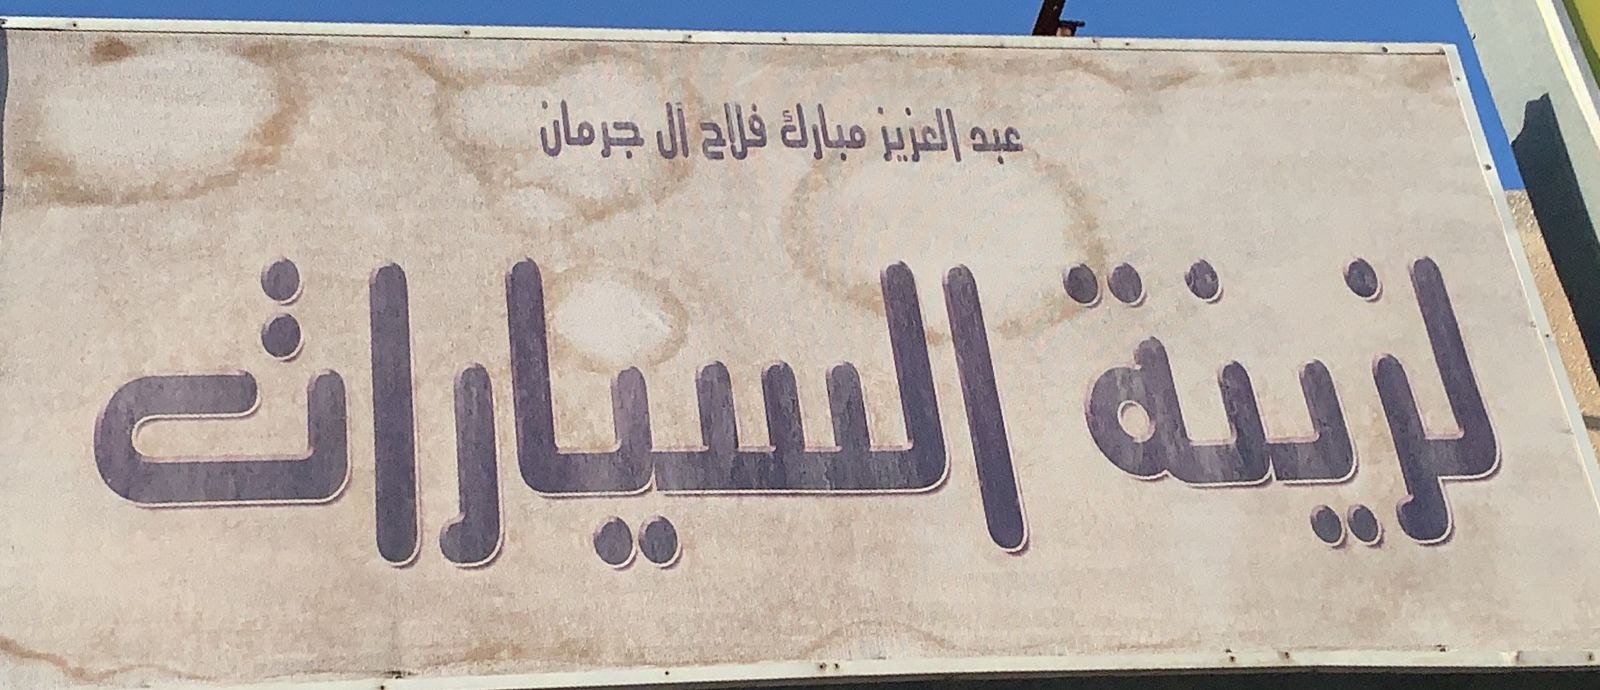 عبد العزيز مبارك فلاح آل جرمان
لزينة السيارات